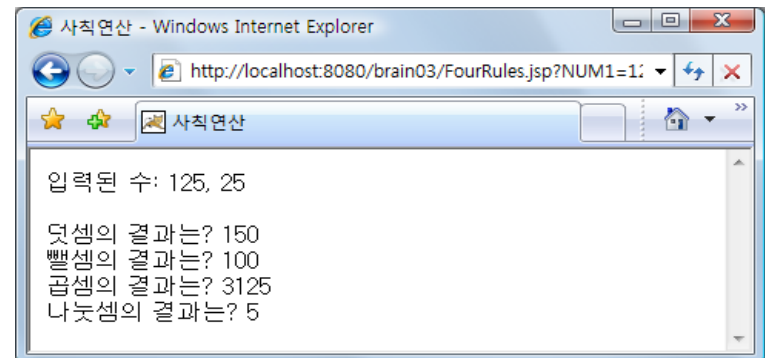 사칙연산 - Windows Internet Explorer
http://localhost:8080/brain03/FourRules.jsp?NUM1=12
사칙연산
입력된 수: 125, 25
덧셈의 결과는? 150
뺄셈의 결과는? 100
곱셈의 결과는? 3125
나눗셈의 결과는? 5